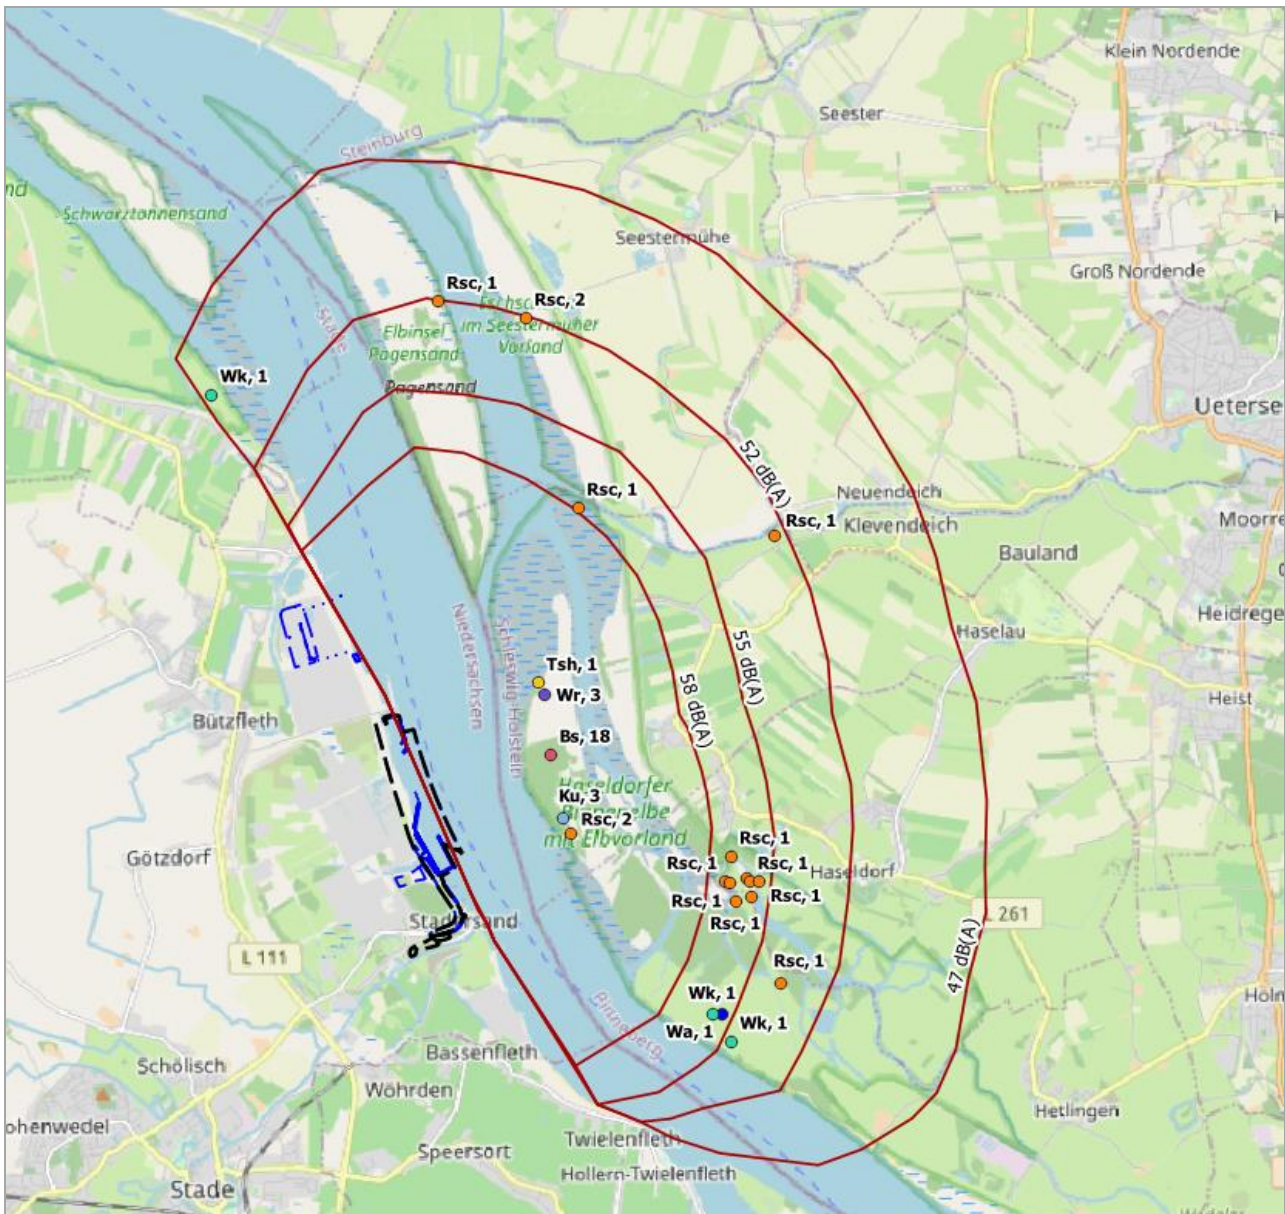 Klein Nordende
Seester
Steinburg
Schwarztonnensand
Seestermühe
Groß Nordende
Rsc, 1
Rsc, 2
Stade
Elbinsel
Pagensand
im Seestermüher
Vorland
Pagensand
Wk, 1
52 dB(A)
Rsc, 1
Neuendeich
Rsc, 1
Klevendeich
Bauland
Niedersachsen
Schleswig-Holstein
Haselau
55 dB(A)
Tsh, 1
Wr, 3
58 dB(A)
Heist
Bützfleth
Bs, 18
Haseldorfer
Binnenelbe
mit Elbvorland
Ku, 3
Rsc, 2
Götzdorf
Rsc, 1
Rsc, 1
Rsc, 1
Haseldorf
Rsc, 1
Rsc, 1
Rsc, 1
Stadersand
L 261
L 111
47 dB(A)
Rsc, 1
Wk, 1
Wa, 1
Wk, 1
Pinneberg
Bassenfleth
Schölisch
Wöhrden
Hetlingen
Twielenfleth
Speersort
Hollern-Twielenfleth
Stade